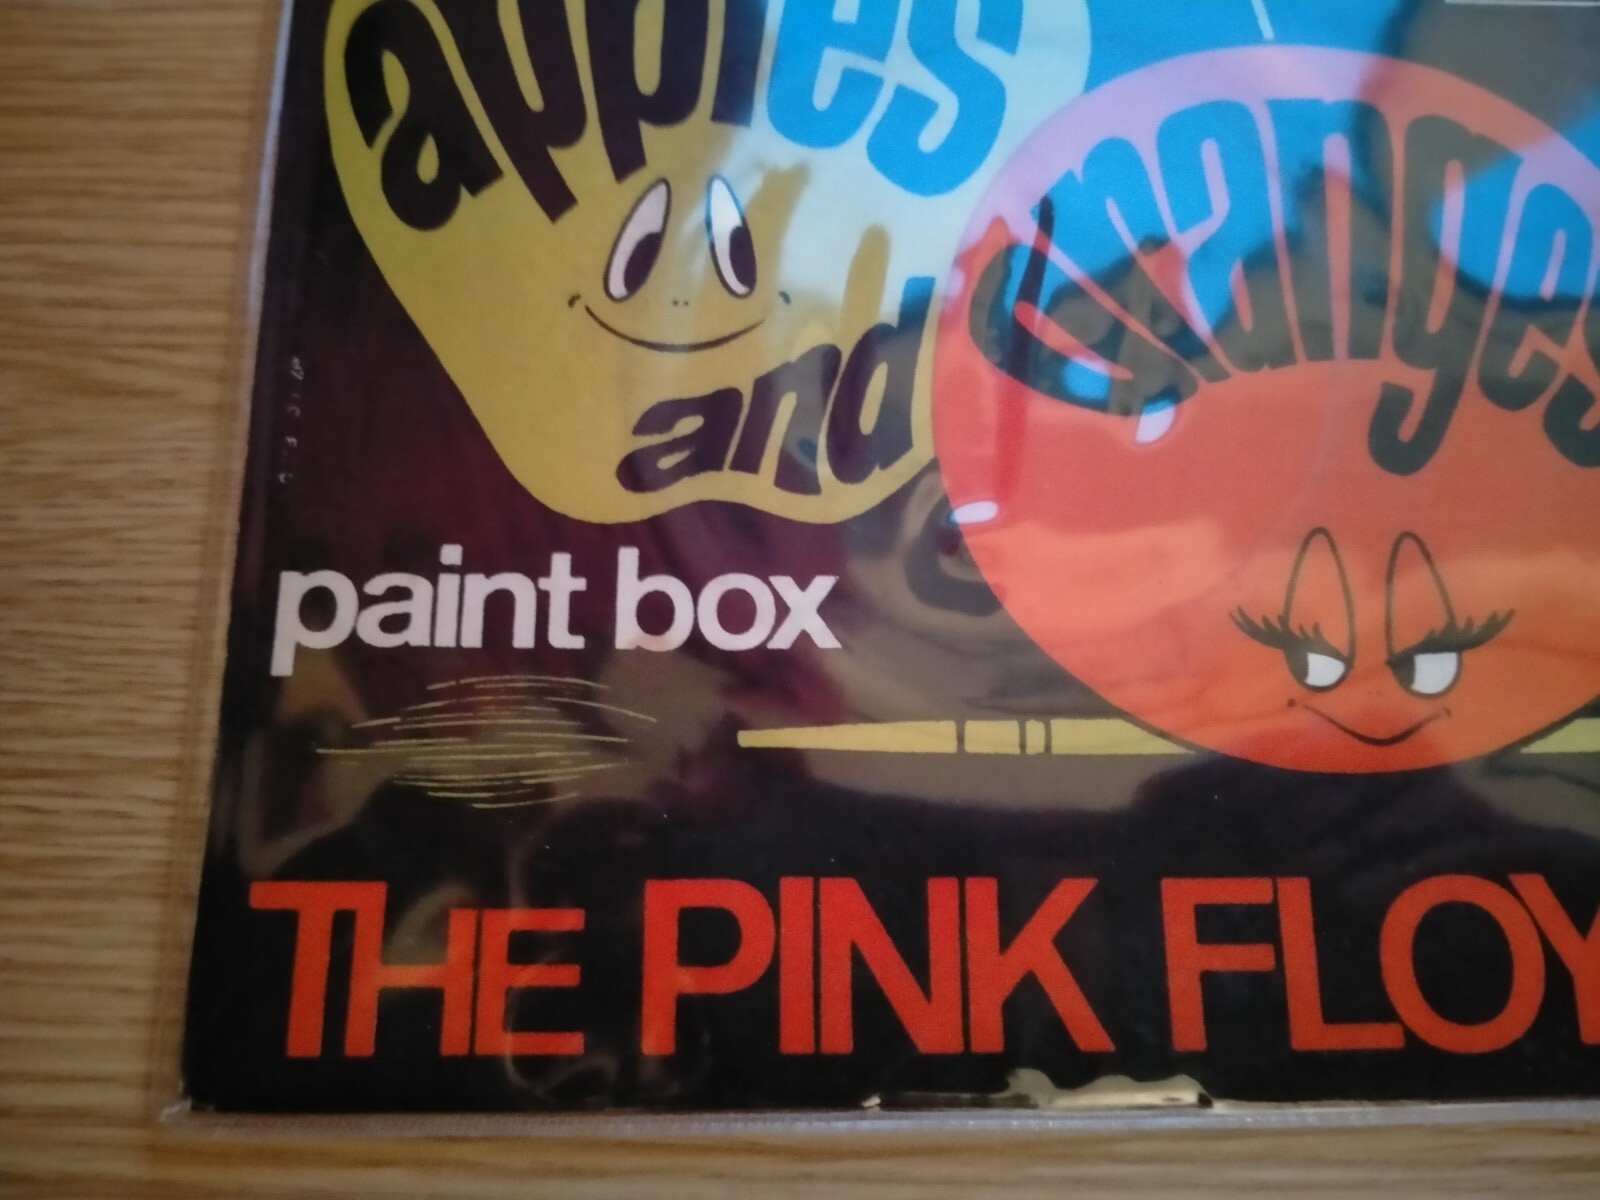 apples
and
oranges
paint box
THE PINK FLOY